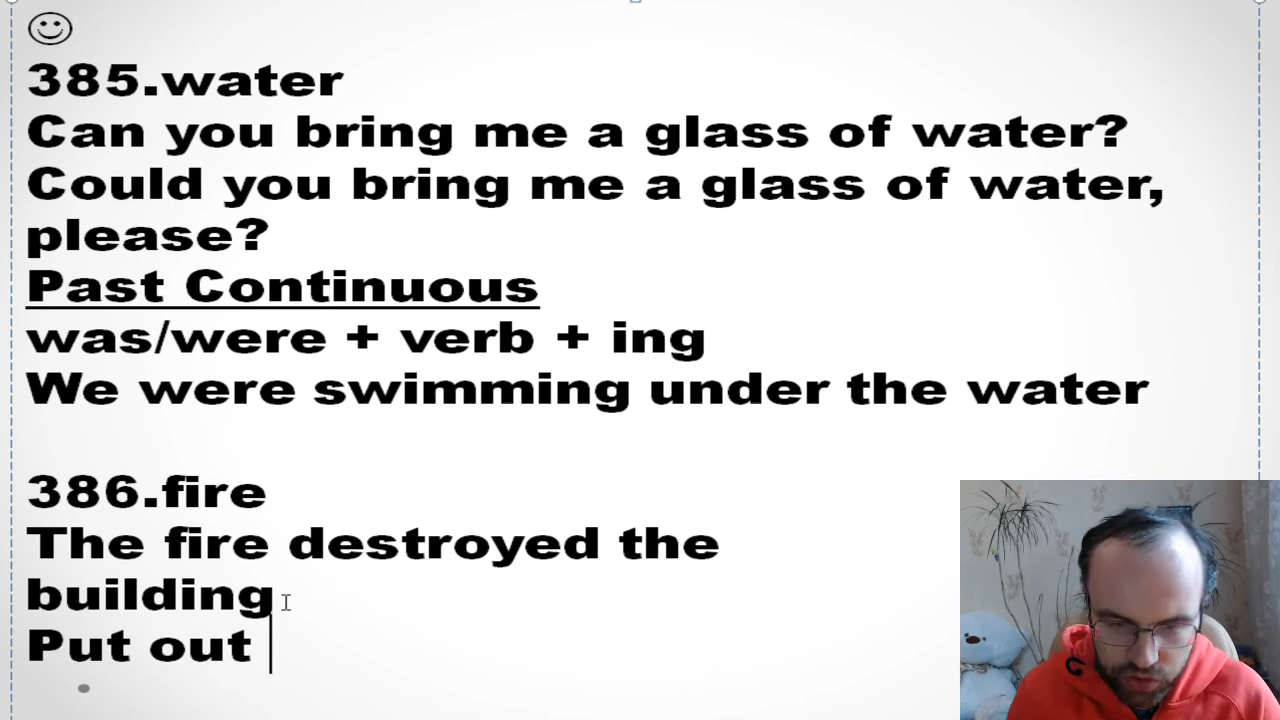 385.water
Can you bring me a glass of water?
Could you bring me a glass of water,
please?
Past Continuous
was/were + verb + ing
We were swimming under the water
386.fire
The fire destroyed the
building
Put out